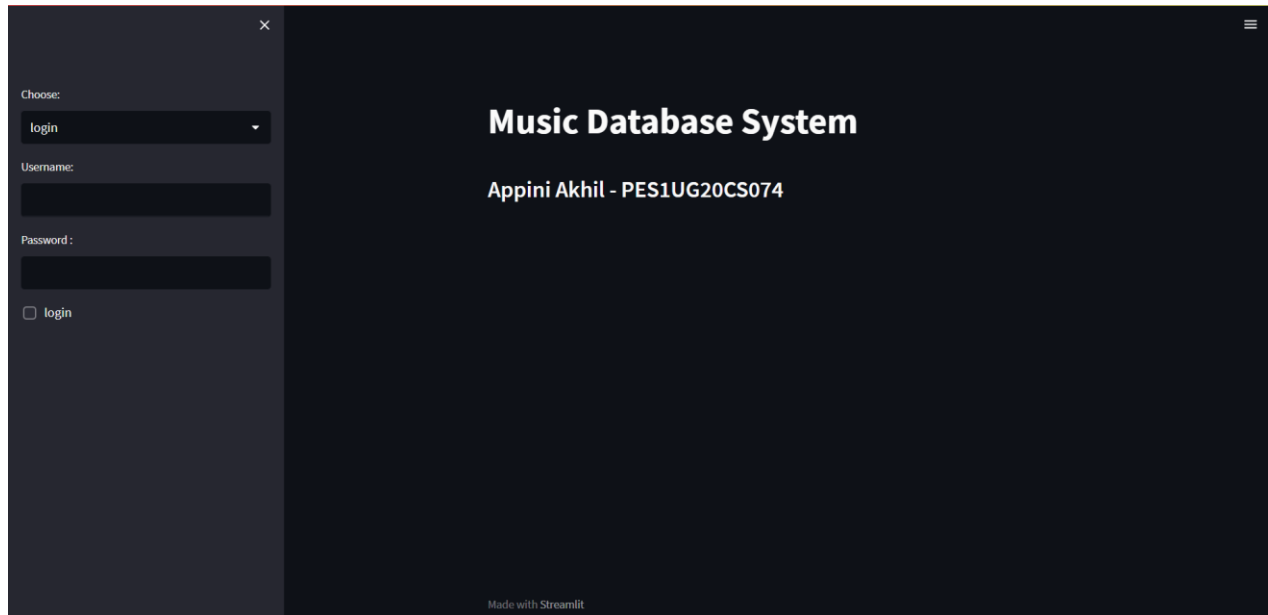 Choose:
login
Username:
Password :
login
Music Database System
Appini Akhil - PES1UG20CS074
Made with Streamlit